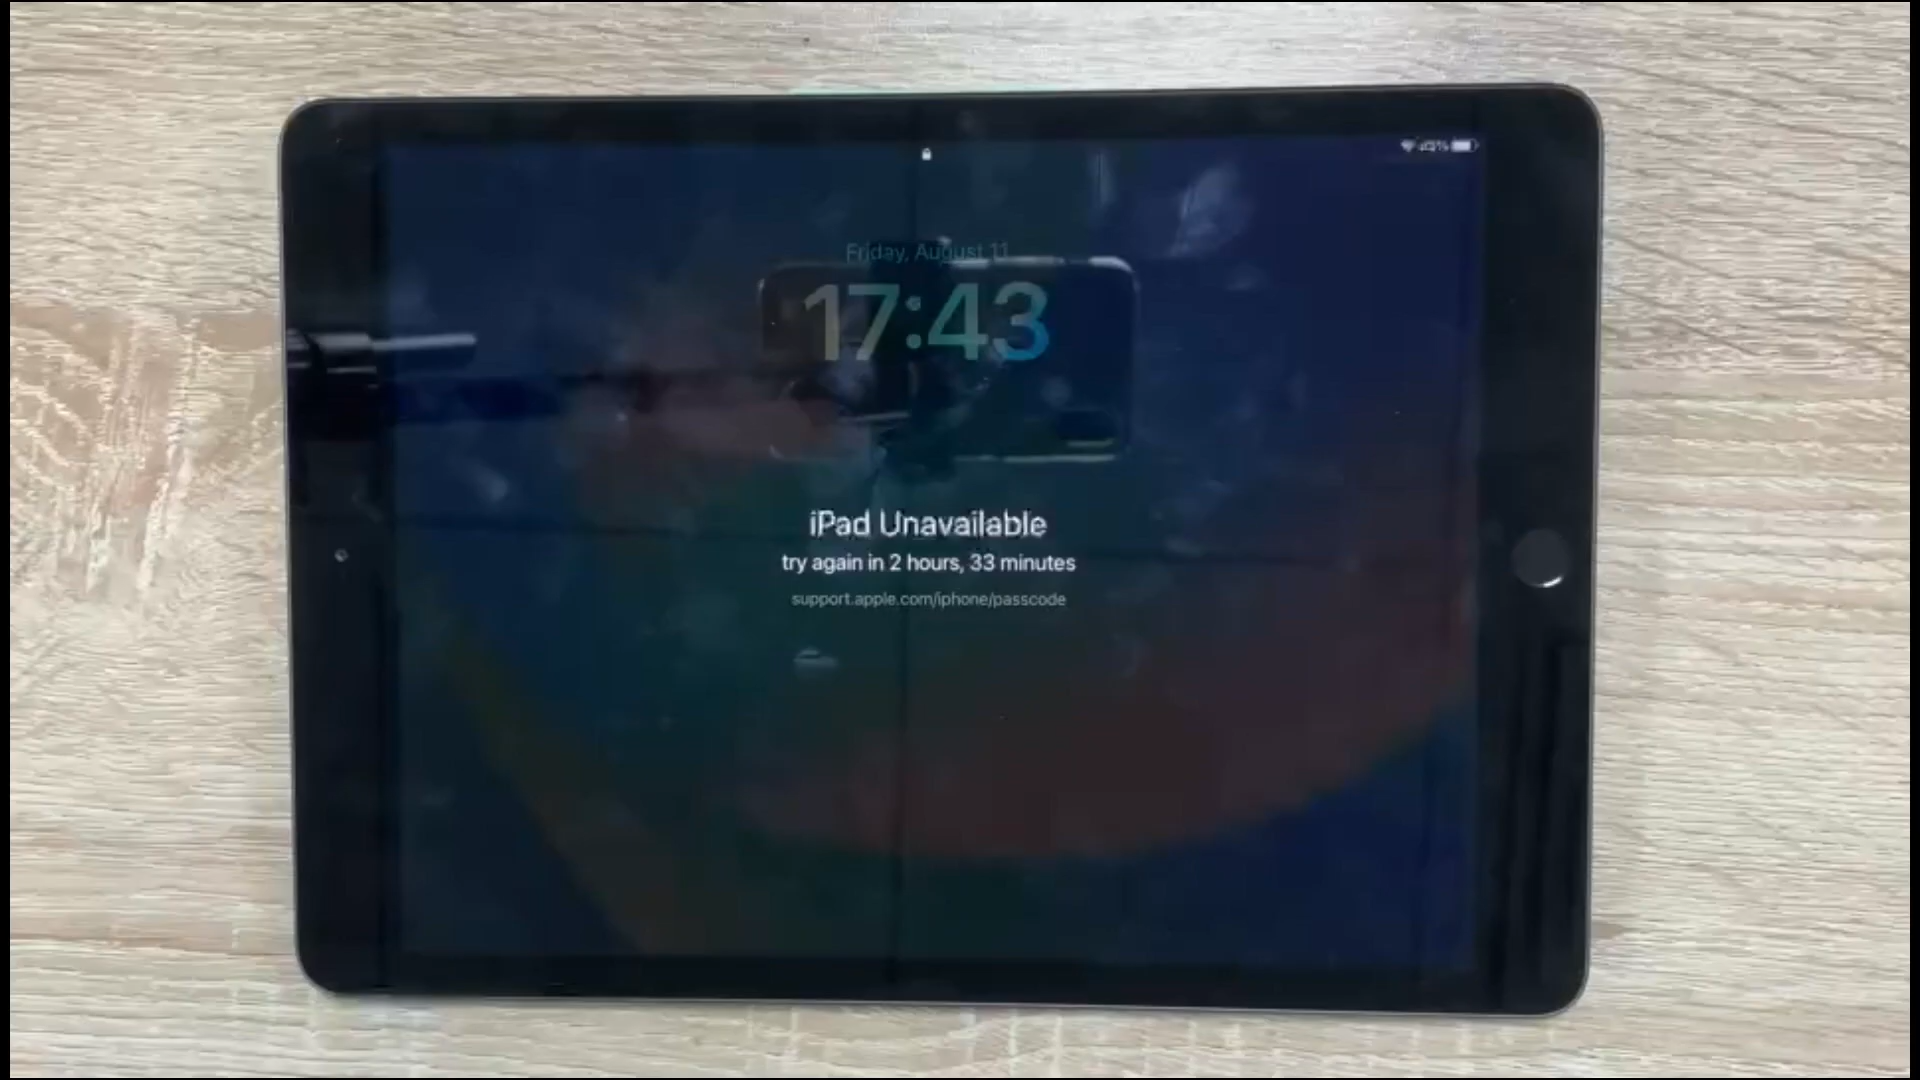 Friday, August 11
17:43
iPad Unavailable
try again in 2 hours, 33 minutes
support.apple.com/iphone/passcode